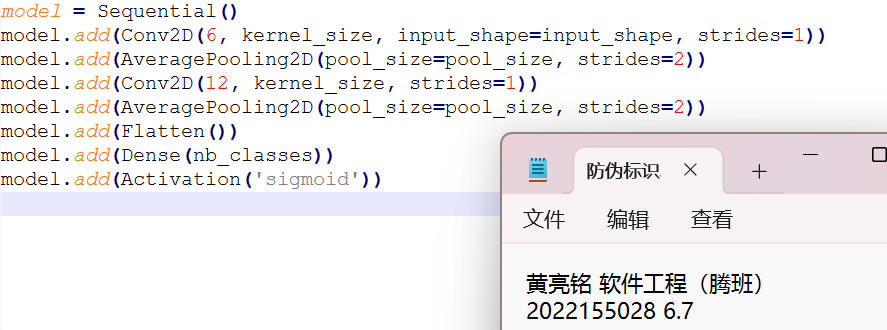 model = Sequential()
model.add(Conv2D(6, kernel_size, input_shape=input_shape, strides=1))
model.add(AveragePooling2D(pool_size=pool_size, strides=2))
model.add(Conv2D(12, kernel_size, strides=1))
model.add(AveragePooling2D(pool_size=pool_size, strides=2))
model.add(Flatten())
model.add(Dense(nb_classes))
model.add(Activation('sigmoid'))
防伪标识
文件 编辑 查看
黄亮铭 软件工程（腾班）
2022155028 6.7